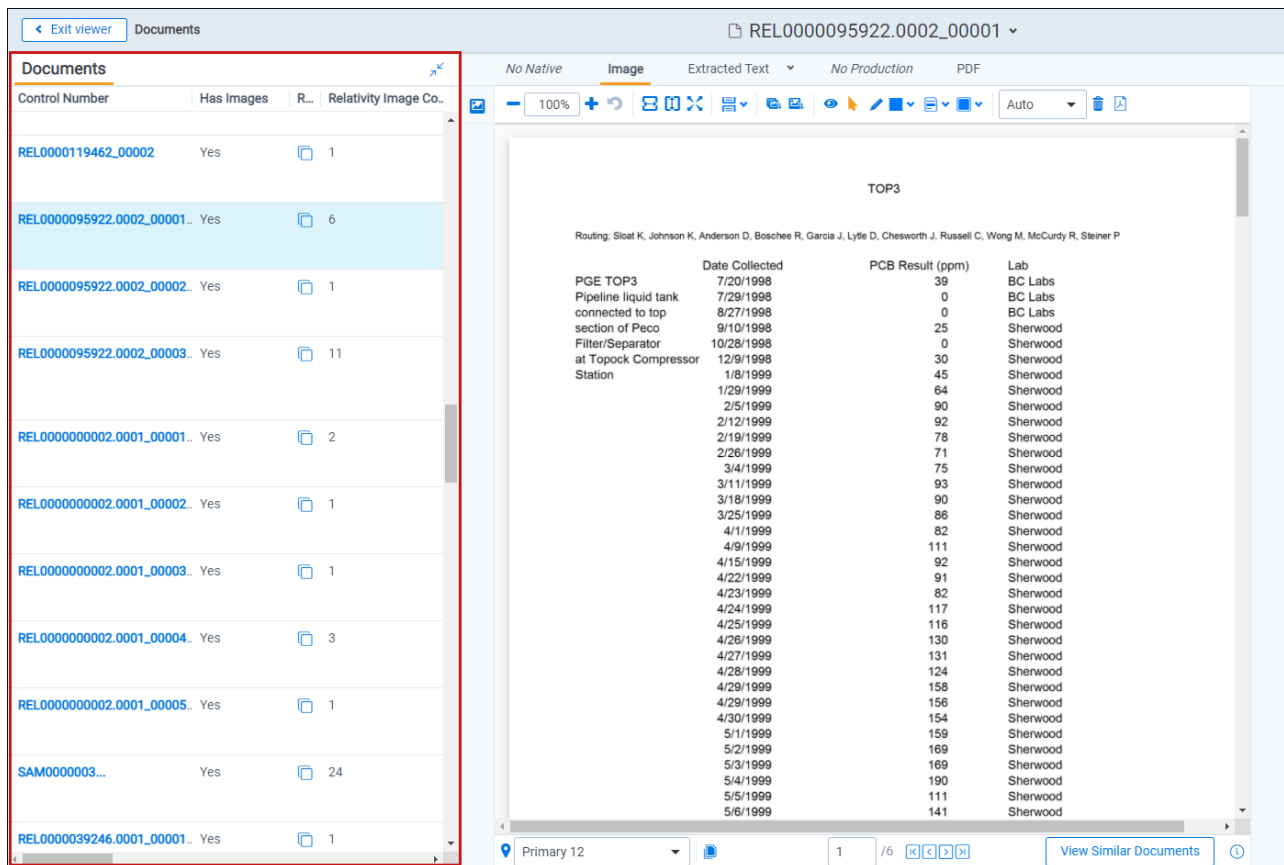 Exit viewer Documents REL0000095922.0002_00001
Documents
No Native Image Extracted Text No Production PDF
Control Number Has Images R... Relativity Image Co..
100% Auto
REL0000119462_00002 Yes 1
REL0000095922.0002_00001.. Yes 6
REL0000095922.0002_00002.. Yes 1
REL0000095922.0002_00003.. Yes 11
REL0000000002.0001_00001.. Yes 2
REL0000000002.0001_00002.. Yes 1
REL0000000002.0001_00003.. Yes 1
REL0000000002.0001_00004.. Yes 3
REL0000000002.0001_00005.. Yes 1
SAM0000003... Yes 24
REL0000039246.0001_00001.. Yes 1
TOP3
Routing; Sloat K, Johnson K, Anderson D, Boschee R, Garcia J, Lytle D, Chesworth J, Russell C, Wong M, McCurdy R, Steiner P
Date Collected PCB Result (ppm) Lab
PGE TOP3 7/20/1998 39 BC Labs
Pipeline liquid tank 7/29/1998 0 BC Labs
connected to top 8/27/1998 0 BC Labs
section of Peco 9/10/1998 25 Sherwood
Filter/Separator 10/28/1998 0 Sherwood
at Topock Compressor 12/9/1998 30 Sherwood
Station 1/8/1999 45 Sherwood
1/29/1999 64 Sherwood
2/5/1999 90 Sherwood
2/12/1999 92 Sherwood
2/19/1999 78 Sherwood
2/26/1999 71 Sherwood
3/4/1999 75 Sherwood
3/11/1999 93 Sherwood
3/18/1999 90 Sherwood
3/25/1999 86 Sherwood
4/1/1999 82 Sherwood
4/9/1999 111 Sherwood
4/15/1999 92 Sherwood
4/22/1999 91 Sherwood
4/23/1999 82 Sherwood
4/24/1999 117 Sherwood
4/25/1999 116 Sherwood
4/26/1999 130 Sherwood
4/27/1999 131 Sherwood
4/28/1999 124 Sherwood
4/29/1999 158 Sherwood
4/29/1999 156 Sherwood
4/30/1999 154 Sherwood
5/1/1999 159 Sherwood
5/2/1999 169 Sherwood
5/3/1999 169 Sherwood
5/4/1999 190 Sherwood
5/5/1999 111 Sherwood
5/6/1999 141 Sherwood
Primary 12 1 /6 View Similar Documents